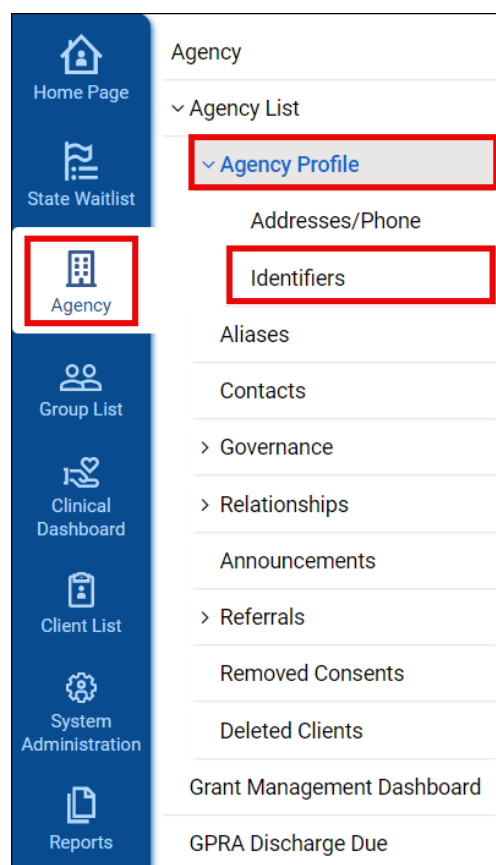 Home Page
State Waitlist
Agency
Group List
Clinical
Dashboard
Client List
System
Administration
Reports
Agency
Agency List
Agency Profile
Addresses/Phone
Identifiers
Aliases
Contacts
Governance
Relationships
Announcements
Referrals
Removed Consents
Deleted Clients
Grant Management Dashboard
GPRA Discharge Due